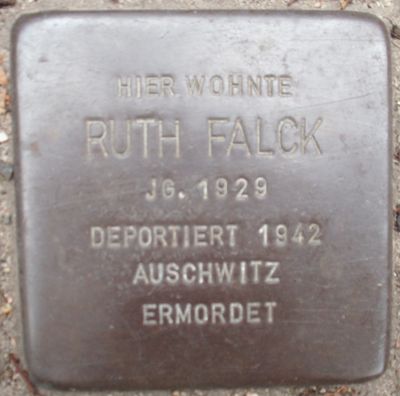 HIER WOHNTE
RUTH FALCK
JG. 1929
DEPORTIERT 1942
AUSCHWITZ
ERMORDET